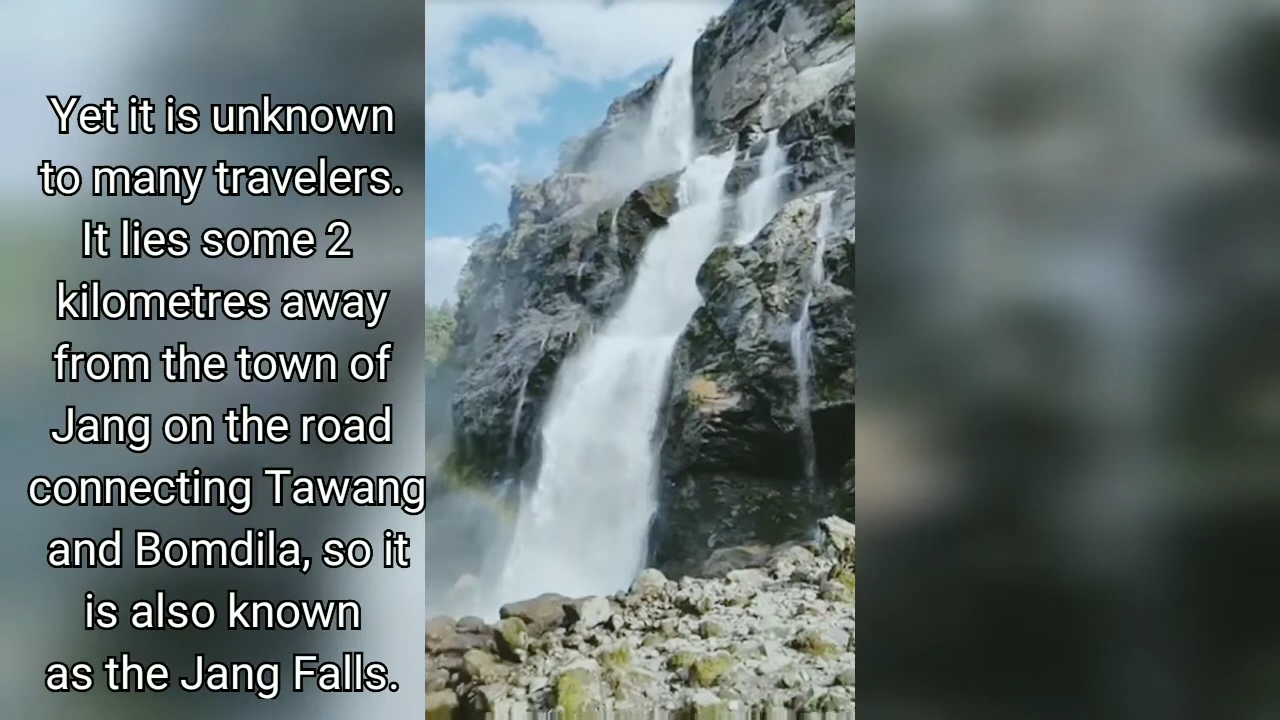 Yet it is unknown
to many travelers.
It lies some 2
kilometres away
from the town of
Jang on the road
connecting Tawang
and Bomdila, so it
is also known
as the Jang Falls.